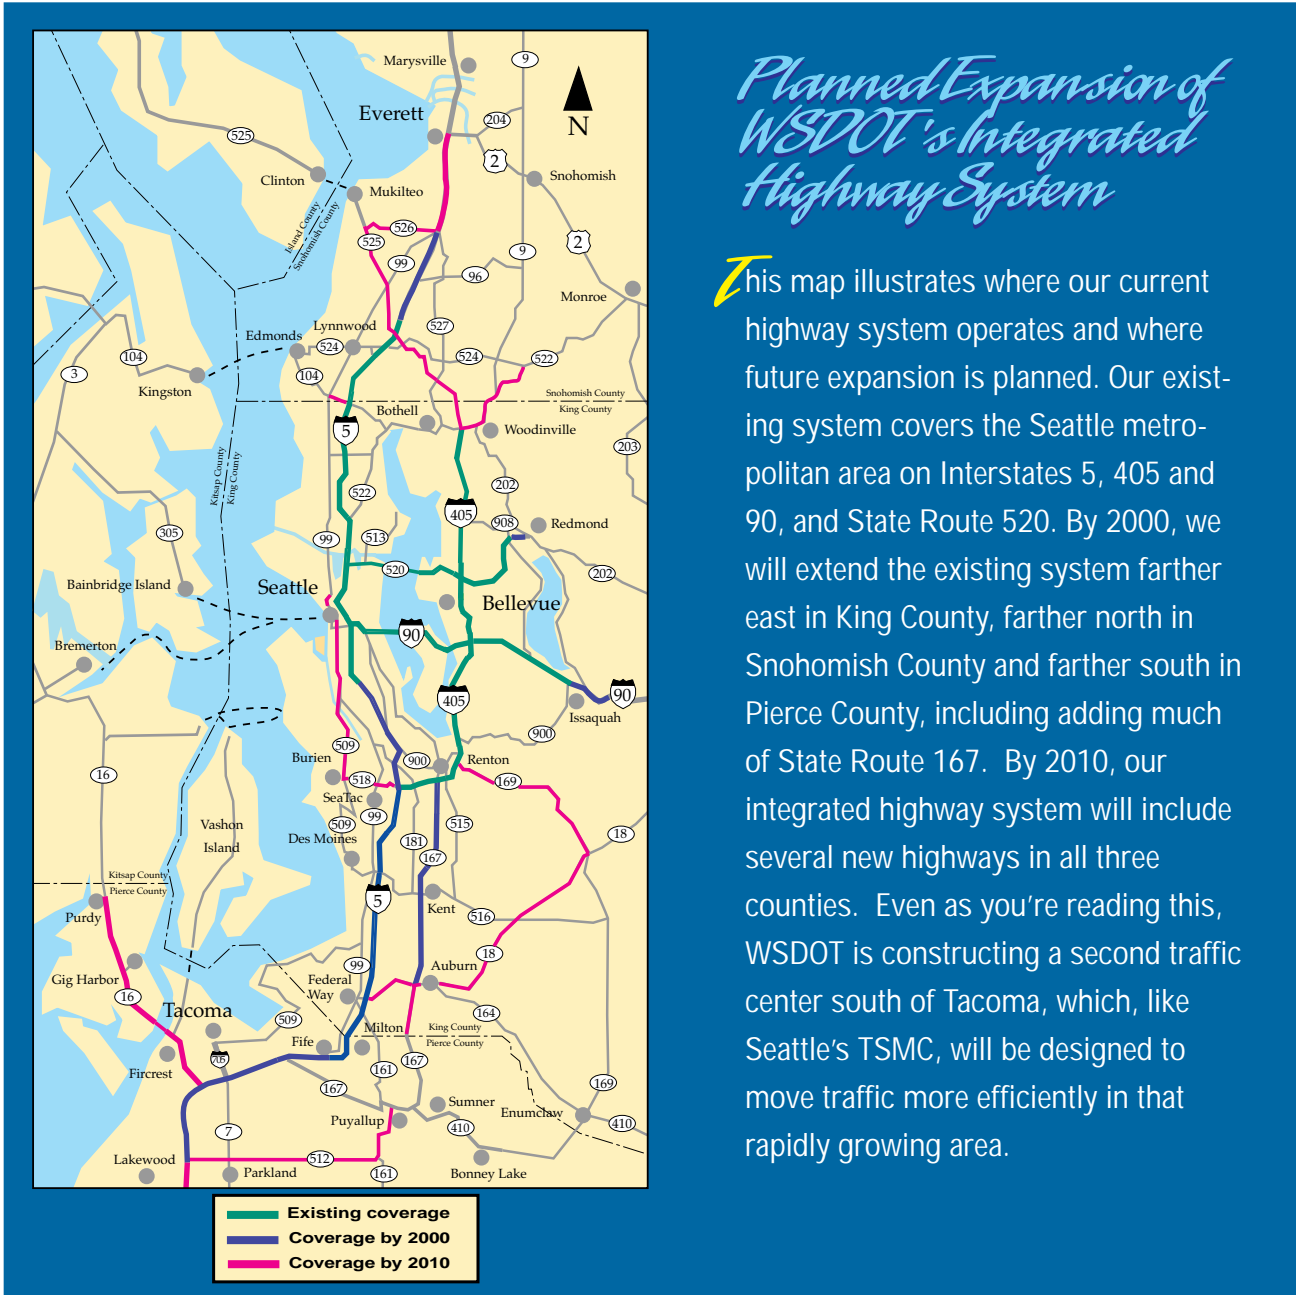 Planned Expansion of
WSDOT's Integrated
Highway System
This map illustrates where our current
highway system operates and where
future expansion is planned. Our exist-
ing system covers the Seattle metro-
politan area on Interstates 5, 405 and
90, and State Route 520. By 2000, we
will extend the existing system farther
east in King County, farther north in
Snohomish County and farther south in
Pierce County, including adding much
of State Route 167.  By 2010, our
integrated highway system will include
several new highways in all three
counties.  Even as you're reading this,
WSDOT is constructing a second traffic
center south of Tacoma, which, like
Seattle's TSMC, will be designed to
move traffic more efficiently in that
rapidly growing area.
Marysville
9
Everett
N
204
525
2
Clinton
Snohomish
Mukilteo
Island County
Snohomish County
526
525
2
9
99
96
Monroe
Lynnwood
527
Edmonds
524
524
522
104
3
104
Kingston
Snohomish County
King County
Bothell
5
Woodinville
203
Kitsap County
King County
202
522
405
908
Redmond
305
99
513
520
202
Bainbridge Island
Seattle
Bellevue
90
Bremerton
405
90
Issaquah
900
509
Burien
900
Renton
16
518
169
SeaTac
99
509
515
Vashon
Island
Des Moines
181
18
167
Kitsap County
Pierce County
5
Purdy
Kent
516
18
99
Auburn
Gig Harbor
Federal
Way
16
Tacoma
509
164
Milton
King County
Pierce County
Fife
705
167
Fircrest
161
167
169
Sumner
Enumclaw
Puyallup
410
410
7
Lakewood
512
Parkland
161
Bonney Lake
Existing coverage
Coverage by 2000
Coverage by 2010